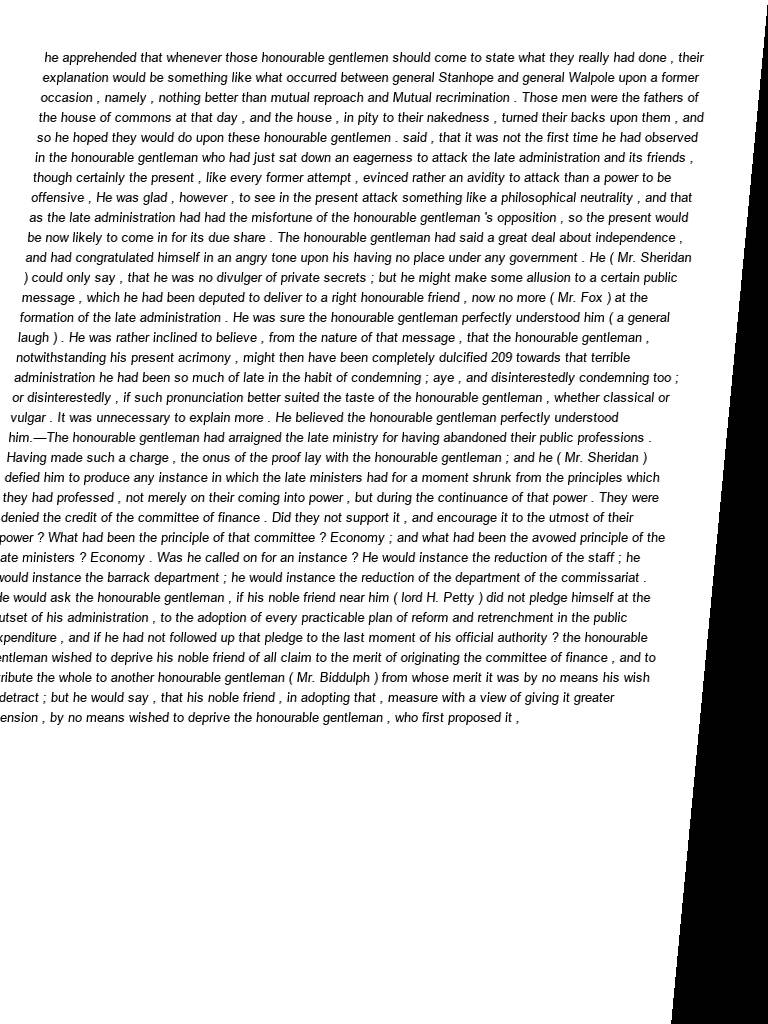 he apprehended that whenever those honourable gentlemen should come to state what they really had done , their
explanation would be something like what occurred between general Stanhope and general Walpole upon a former
occasion , namely , nothing better than mutual reproach and Mutual recrimination . Those men were the fathers of
the house of commons at that day , and the house , in pity to their nakedness , turned their backs upon them , and
so he hoped they would do upon these honourable gentlemen . said , that it was not the first time he had observed
in the honourable gentleman who had just sat down an eagerness to attack the late administration and its friends ,
though certainly the present , like every former attempt , evinced rather an avidity to attack than a power to be
offensive , He was glad , however , to see in the present attack something like a philosophical neutrality , and that
as the late administration had had the misfortune of the honourable gentleman 's opposition , so the present would
be now likely to come in for its due share . The honourable gentleman had said a great deal about independence ,
and had congratulated himself in an angry tone upon his having no place under any government . He ( Mr. Sheridan
) could only say , that he was no divulger of private secrets ; but he might make some allusion to a certain public
message , which he had been deputed to deliver to a right honourable friend , now no more ( Mr. Fox ) at the
formation of the late administration . He was sure the honourable gentleman perfectly understood him ( a general
laugh ) . He was rather inclined to believe , from the nature of that message , that the honourable gentleman ,
notwithstanding his present acrimony , might then have been completely dulcified 209 towards that terrible
administration he had been so much of late in the habit of condemning ; aye , and disinterestedly condemning too ;
or disinterestedly , if such pronunciation better suited the taste of the honourable gentleman , whether classical or
vulgar . It was unnecessary to explain more . He believed the honourable gentleman perfectly understood
him.—The honourable gentleman had arraigned the late ministry for having abandoned their public professions .
Having made such a charge , the onus of the proof lay with the honourable gentleman ; and he ( Mr. Sheridan )
defied him to produce any instance in which the late ministers had for a moment shrunk from the principles which
they had professed , not merely on their coming into power , but during the continuance of that power . They were
denied the credit of the committee of finance . Did they not support it , and encourage it to the utmost of their
power ? What had been the principle of that committee ? Economy ; and what had been the avowed principle of the
ate ministers ? Economy . Was he called on for an instance ? He would instance the reduction of the staff ; he
would instance the barrack department ; he would instance the reduction of the department of the commissariat .
He would ask the honourable gentleman , if his noble friend near him ( lord H. Petty ) did not pledge himself at the
utset of his administration , to the adoption of every practicable plan of reform and retrenchment in the public
xpenditure , and if he had not followed up that pledge to the last moment of his official authority ? the honourable
entleman wished to deprive his noble friend of all claim to the merit of originating the committee of finance , and to
ribute the whole to another honourable gentleman ( Mr. Biddulph ) from whose merit it was by no means his wish
detract ; but he would say , that his noble friend , in adopting that , measure with a view of giving it greater
ension , by no means wished to deprive the honourable gentleman , who first proposed it ,